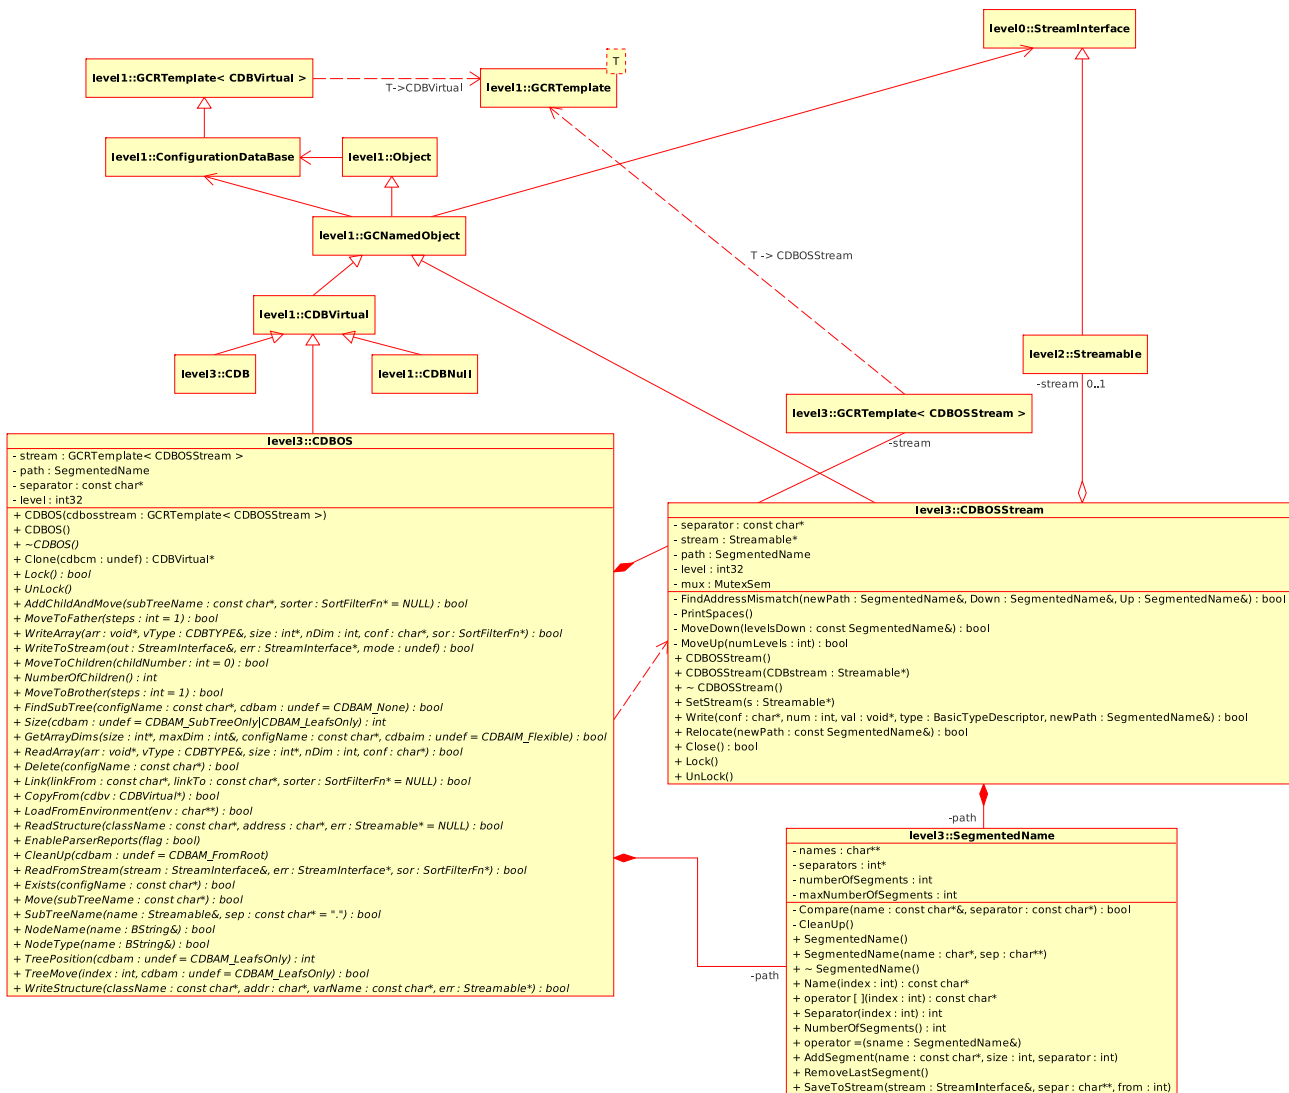 level0::StreamInterface
T
level1::GCRTemplate< CDBVirtual >
level1::GCRTemplate
T->CDBVirtual
level1::ConfigurationDataBase
level1::Object
level1::GCNamedObject
T -> CDBOSStream
level1::CDBVirtual
level2::Streamable
level3::CDB
level1::CDBNull
-stream
0..1
level3::GCRTemplate< CDBOSStream >
-stream
level3::CDBOS
- stream : GCRTemplate< CDBOSStream >
- path : SegmentedName
- separator : const char*
- level : int32
+ CDBOS(cdbosstream : GCRTemplate< CDBOSStream >)
+ CDBOS()
+ ~CDBOS()
+ Clone(cdbcm : undef) : CDBVirtual*
+ Lock() : bool
+ UnLock()
+ AddChildAndMove(subTreeName : const char*, sorter : SortFilterFn* = NULL) : bool
+ MoveToFather(steps : int = 1) : bool
+ WriteArray(arr : void*, vType : CDBTYPE&, size : int*, nDim : int, conf : char*, sor : SortFilterFn*) : bool
+ WriteToStream(out : StreamInterface&, err : StreamInterface*, mode : undef) : bool
+ MoveToChildren(childNumber : int = 0) : bool
+ NumberOfChildren() : int
+ MoveToBrother(steps : int = 1) : bool
+ FindSubTree(configName : const char*, cdbam : undef = CDBAM_None) : bool
+ Size(cdbam : undef = CDBAM_SubTreeOnly|CDBAM_LeafsOnly) : int
+ GetArrayDims(size : int*, maxDim : int&, configName : const char*, cdbaim : undef = CDBAIM_Flexible) : bool
+ ReadArray(arr : void*, vType : CDBTYPE&, size : int*, nDim : int, conf : char*) : bool
+ Delete(configName : const char*) : bool
+ Link(linkFrom : const char*, linkTo : const char*, sorter : SortFilterFn* = NULL) : bool
+ CopyFrom(cdbv : CDBVirtual*) : bool
+ LoadFromEnvironment(env : char**) : bool
+ ReadStructure(className : const char*, address : char*, err : Streamable* = NULL) : bool
+ EnableParserReports(flag : bool)
+ CleanUp(cdbam : undef = CDBAM_FromRoot)
+ ReadFromStream(stream : StreamInterface&, err : StreamInterface*, sor : SortFilterFn*) : bool
+ Exists(configName : const char*) : bool
+ Move(subTreeName : const char*) : bool
+ SubTreeName(name : Streamable&, sep : const char* = ".") : bool
+ NodeName(name : BString&) : bool
+ NodeType(name : BString&) : bool
+ TreePosition(cdbam : undef = CDBAM_LeafsOnly) : int
+ TreeMove(index : int, cdbam : undef = CDBAM_LeafsOnly) : bool
+ WriteStructure(className : const char*, addr : char*, varName : const char*, err : Streamable*) : bool
level3::CDBOSStream
- separator : const char*
- stream : Streamable*
- path : SegmentedName
- level : int32
- mux : MutexSem
- FindAddressMismatch(newPath : SegmentedName&, Down : SegmentedName&, Up : SegmentedName&) : bool
- PrintSpaces()
- MoveDown(levelsDown : const SegmentedName&) : bool
- MoveUp(numLevels : int) : bool
+ CDBOSStream()
+ CDBOSStream(CDBstream : Streamable*)
+ ~ CDBOSStream()
+ SetStream(s : Streamable*)
+ Write(conf : char*, num : int, val : void*, type : BasicTypeDescriptor, newPath : SegmentedName&) : bool
+ Relocate(newPath : const SegmentedName&) : bool
+ Close() : bool
+ Lock()
+ UnLock()
-path
level3::SegmentedName
- names : char**
- separators : int*
- numberOfSegments : int
- maxNumberOfSegments : int
- Compare(name : const char*&, separator : const char*) : bool
- CleanUp()
+ SegmentedName()
+ SegmentedName(name : char*, sep : char**)
+ ~ SegmentedName()
+ Name(index : int) : const char*
+ operator [ ](index : int) : const char*
+ Separator(index : int) : int
+ NumberOfSegments() : int
+ operator =(sname : SegmentedName&)
+ AddSegment(name : const char*, size : int, separator : int)
+ RemoveLastSegment()
+ SaveToStream(stream : StreamInterface&, separ : char**, from : int)
-path